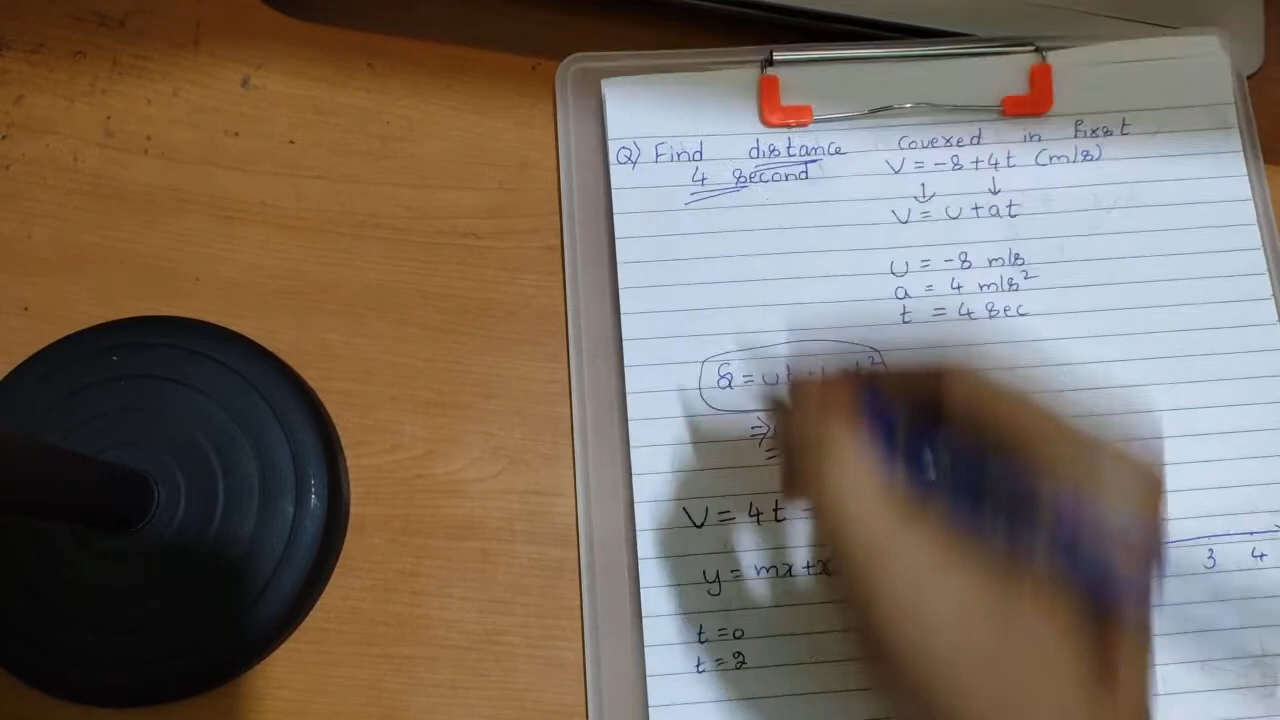 Q) Find distance covered in first
4 second V = -8 + 4t (m/s)
↓ ↓
V = u + at
u = -8 m/s
a = 4 m/s²
t = 4 sec
S = ut
⇒
=
V = 4t -
3 4
y = mx +
t = 0
t = 2